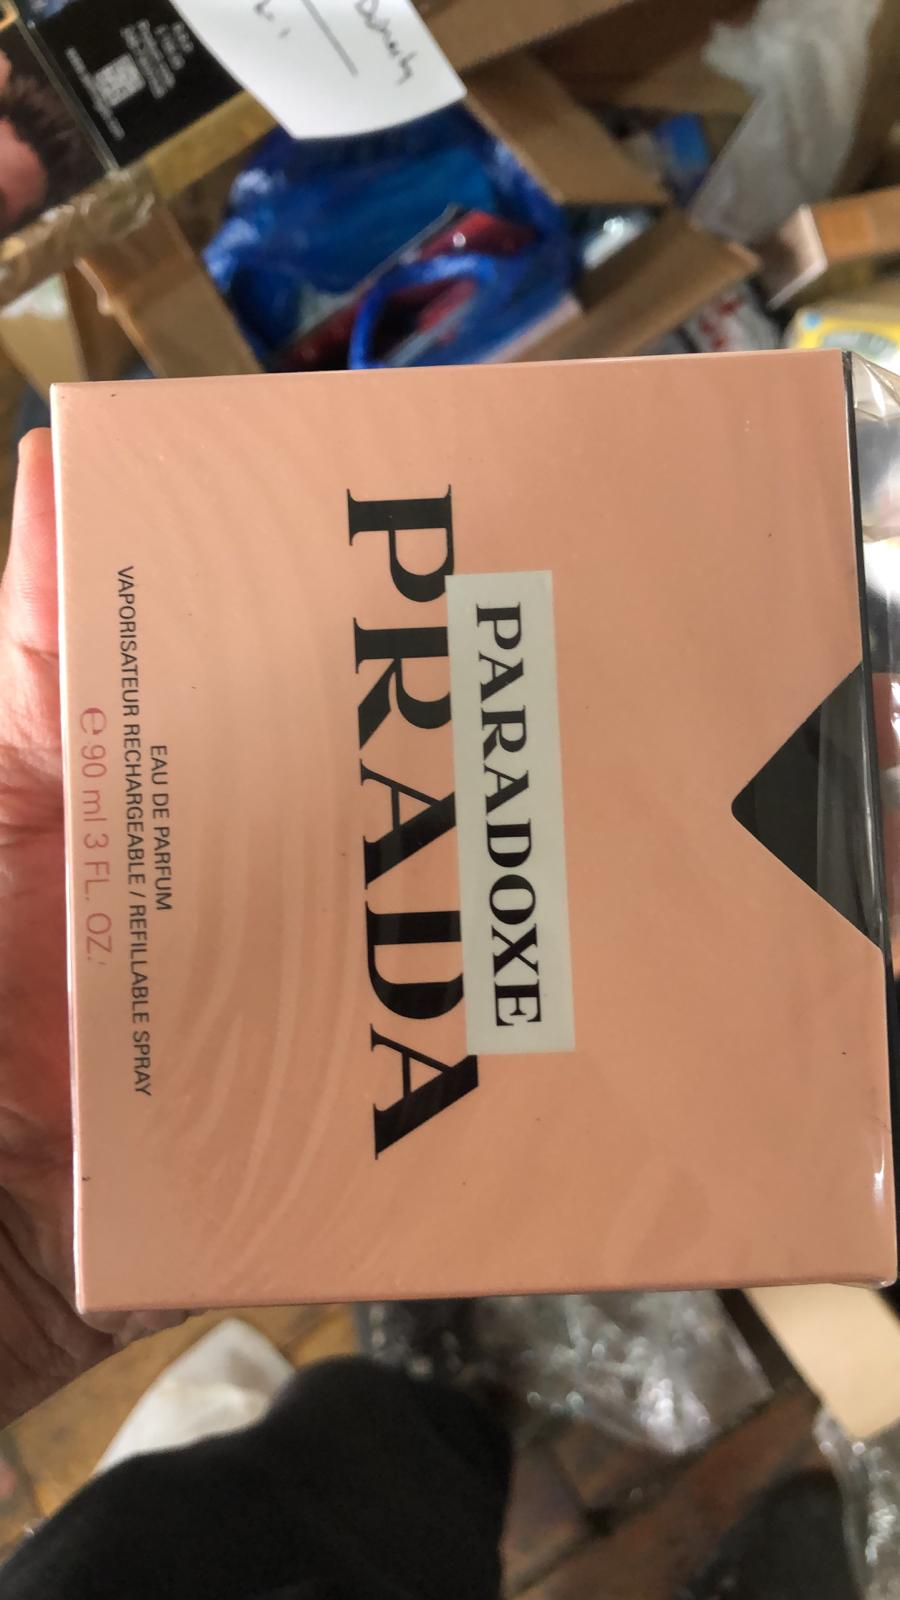 PARADOXE
PRADA
EAU DE PARFUM
VAPORISATEUR RECHARGEABLE / REFILLABLE SPRAY
℮ 90 ml 3 FL. OZ.